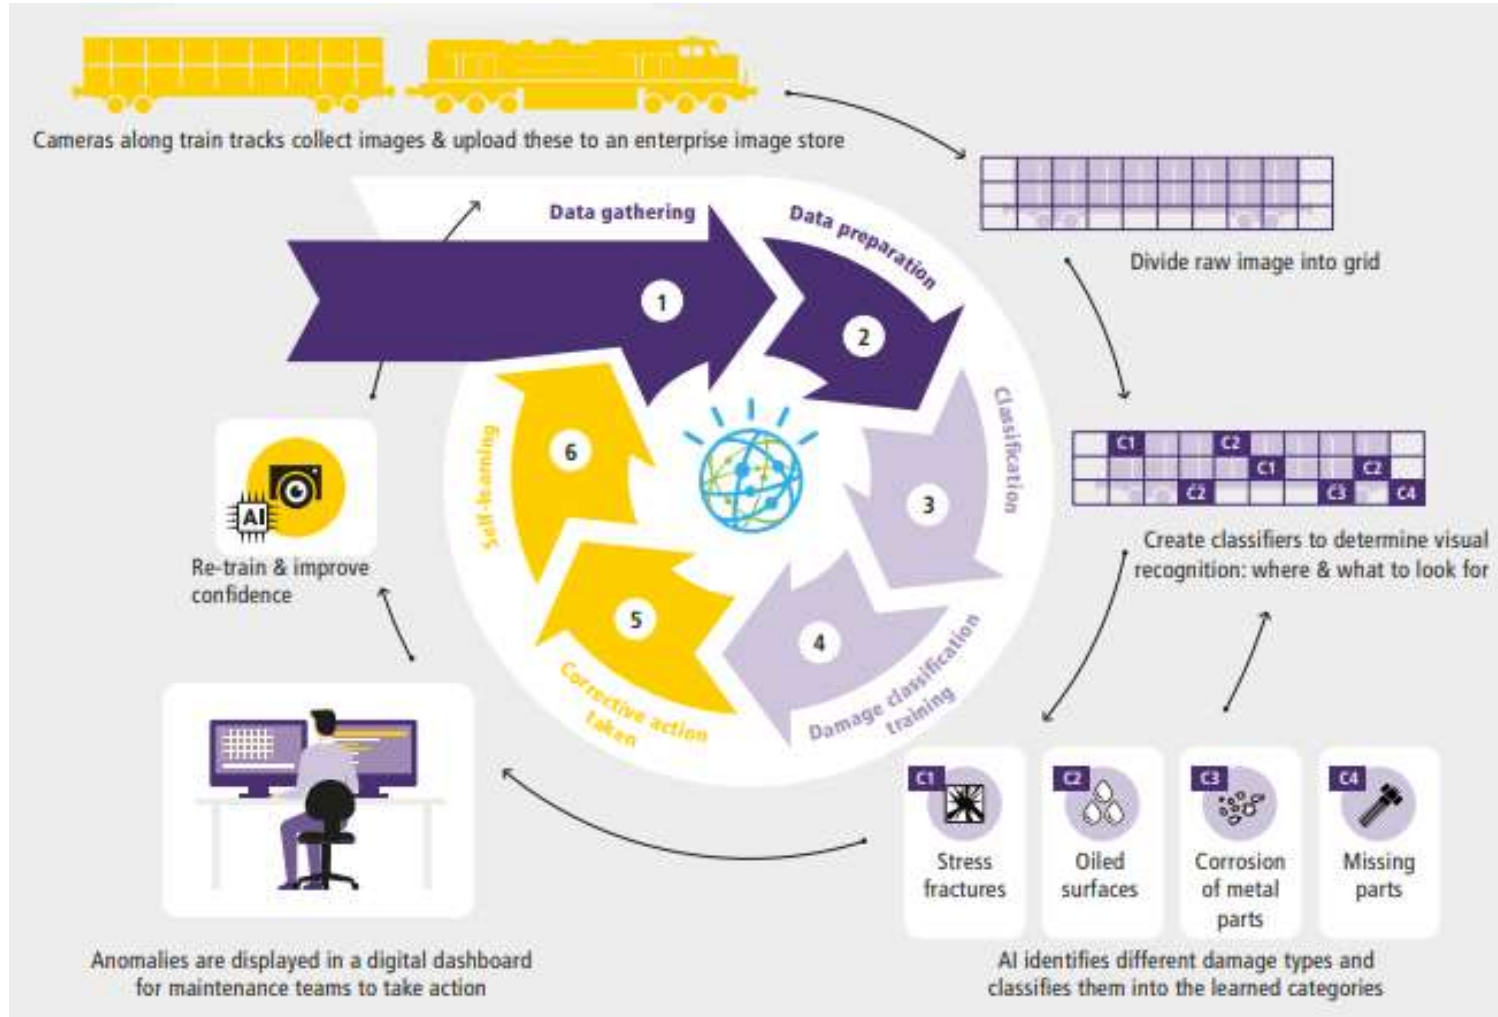 Cameras along train tracks collect images & upload these to an enterprise image store
Data gathering
1
Data preparation
2
Divide raw image into grid
Classification
3
C1
C2
C1
C2
C2
C3
C4
Create classifiers to determine visual
recognition: where & what to look for
Damage classification
training
4
C1
Stress
fractures
C2
Oiled
surfaces
C3
Corrosion
of metal
parts
C4
Missing
parts
AI identifies different damage types and
classifies them into the learned categories
Corrective action
taken
5
Anomalies are displayed in a digital dashboard
for maintenance teams to take action
Self-learning
6
AI
Re-train & improve
confidence